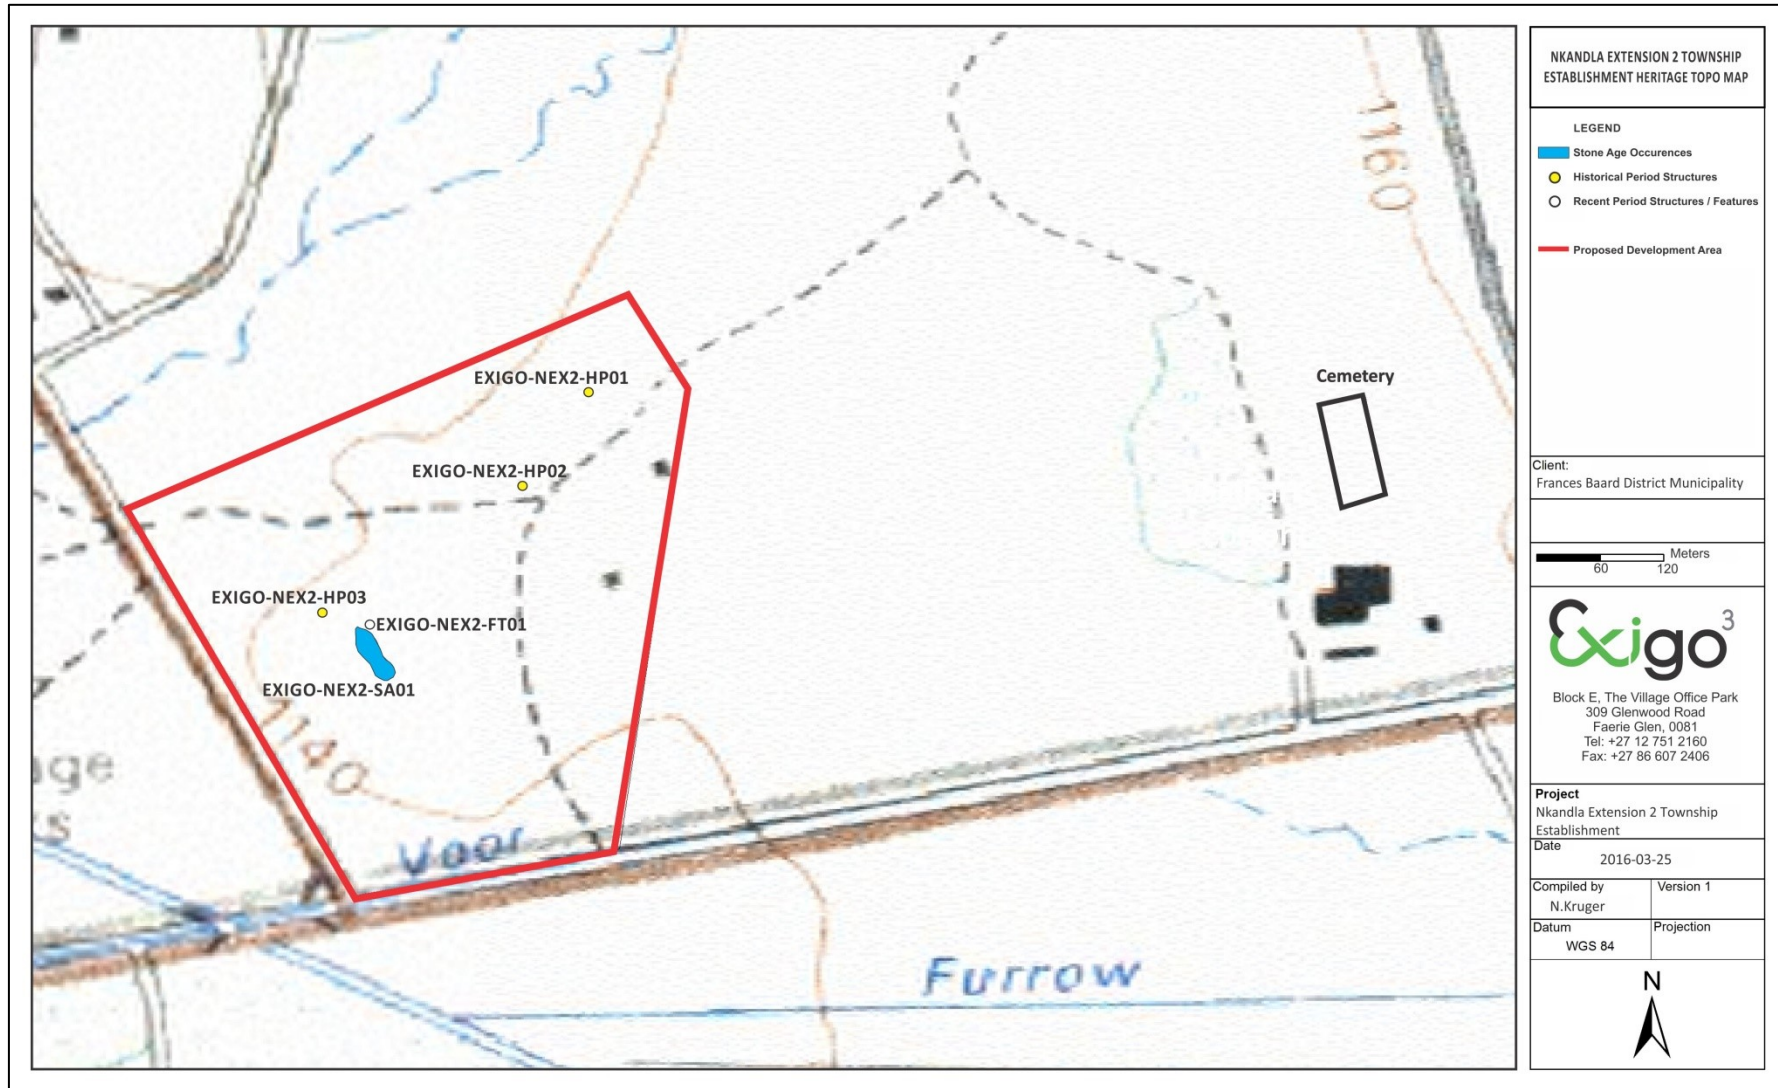 EXIGO-NEX2-HP01
EXIGO-NEX2-HP02
EXIGO-NEX2-HP03
EXIGO-NEX2-FT01
EXIGO-NEX2-SA01
1140
1160
Cemetery
Voor
Furrow
NKANDLA EXTENSION 2 TOWNSHIP
ESTABLISHMENT HERITAGE TOPO MAP
LEGEND
Stone Age Occurences
Historical Period Structures
Recent Period Structures / Features
Proposed Development Area
Client:
Frances Baard District Municipality
Meters
60 120
Exigo3
Block E, The Village Office Park
309 Glenwood Road
Faerie Glen, 0081
Tel: +27 12 751 2160
Fax: +27 86 607 2406
Project
Nkandla Extension 2 Township
Establishment
Date
2016-03-25
Compiled by
N.Kruger
Version 1
Datum
WGS 84
Projection
N